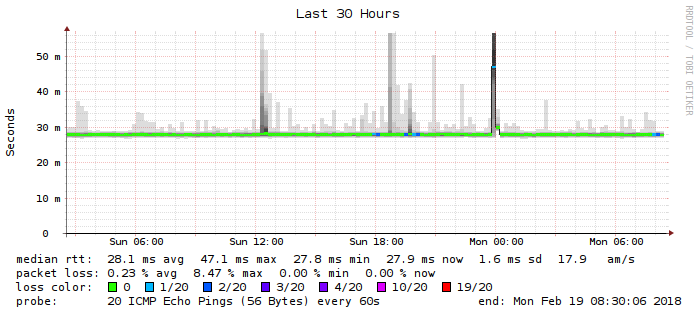 Last 30 Hours
RRDTOOL / TOBI OETIKER
Seconds
50 m
40 m
30 m
20 m
10 m
0
Sun 06:00 Sun 12:00 Sun 18:00 Mon 00:00 Mon 06:00
median rtt: 28.1 ms avg 47.1 ms max 27.8 ms min 27.9 ms now 1.6 ms sd 17.9 am/s
packet loss: 0.23 % avg 8.47 % max 0.00 % min 0.00 % now
loss color: 0 1/20 2/20 3/20 4/20 10/20 19/20
probe: 20 ICMP Echo Pings (56 Bytes) every 60s end: Mon Feb 19 08:30:06 2018